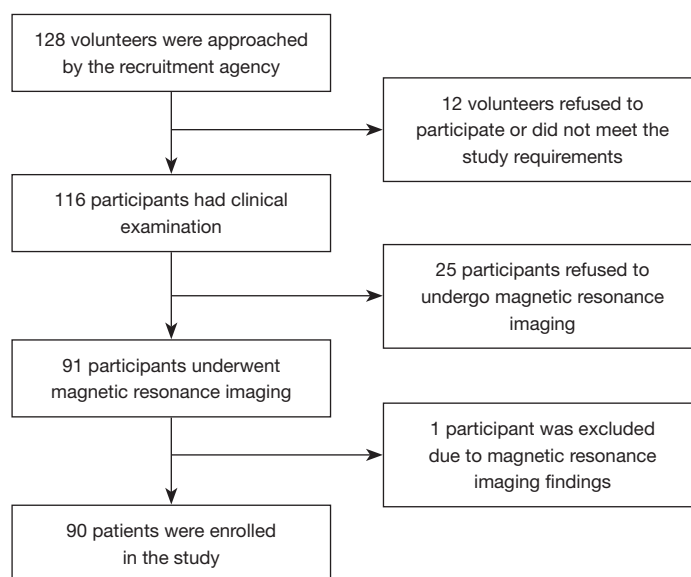 128 volunteers were approached
by the recruitment agency
12 volunteers refused to
participate or did not meet the
study requirements
116 participants had clinical
examination
25 participants refused to
undergo magnetic resonance
imaging
91 participants underwent
magnetic resonance imaging
1 participant was excluded
due to magnetic resonance
imaging findings
90 patients were enrolled
in the study